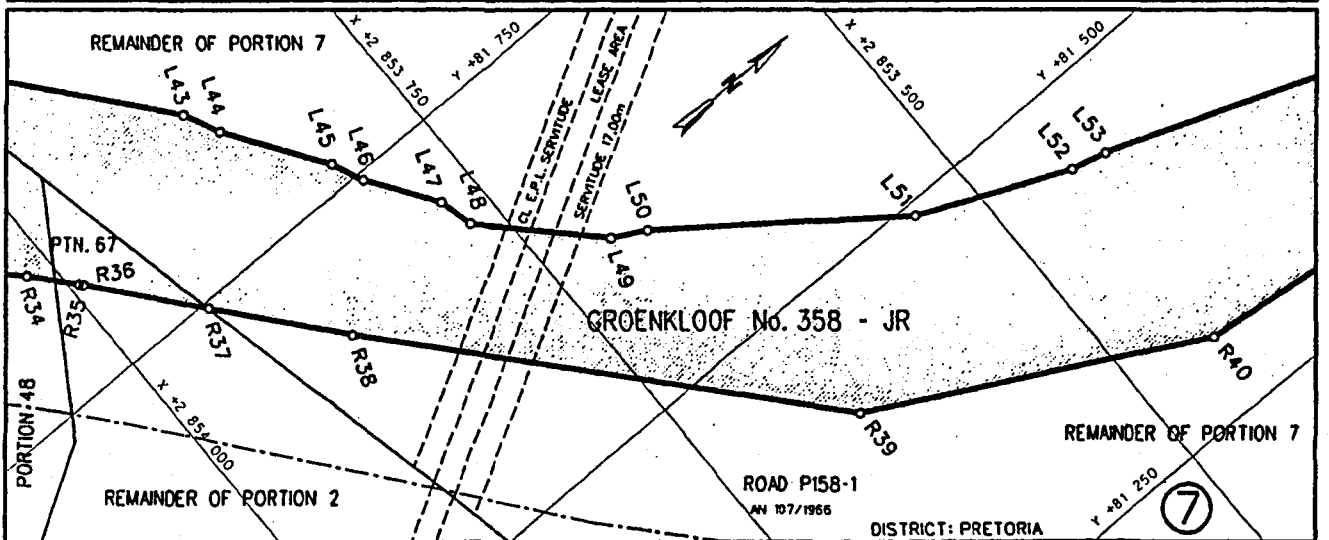 REMAINDER OF PORTION 7
X +2 853 750
Y +81 750
CL E.P.L. SERVITUDE
LEASE AREA
SERVITUDE 17,00m
N
X +2 853 500
Y +81 500
L43
L44
L45
L46
L47
L48
L49
L50
L51
L52
L53
PTN. 67
R34
R35
R36
R37
R38
R39
R40
GROENKLOOF No. 358 - JR
PORTION 48
X +2 854 000
REMAINDER OF PORTION 2
ROAD P158-1
AN 107/1966
REMAINDER OF PORTION 7
Y +81 250
7
DISTRICT: PRETORIA